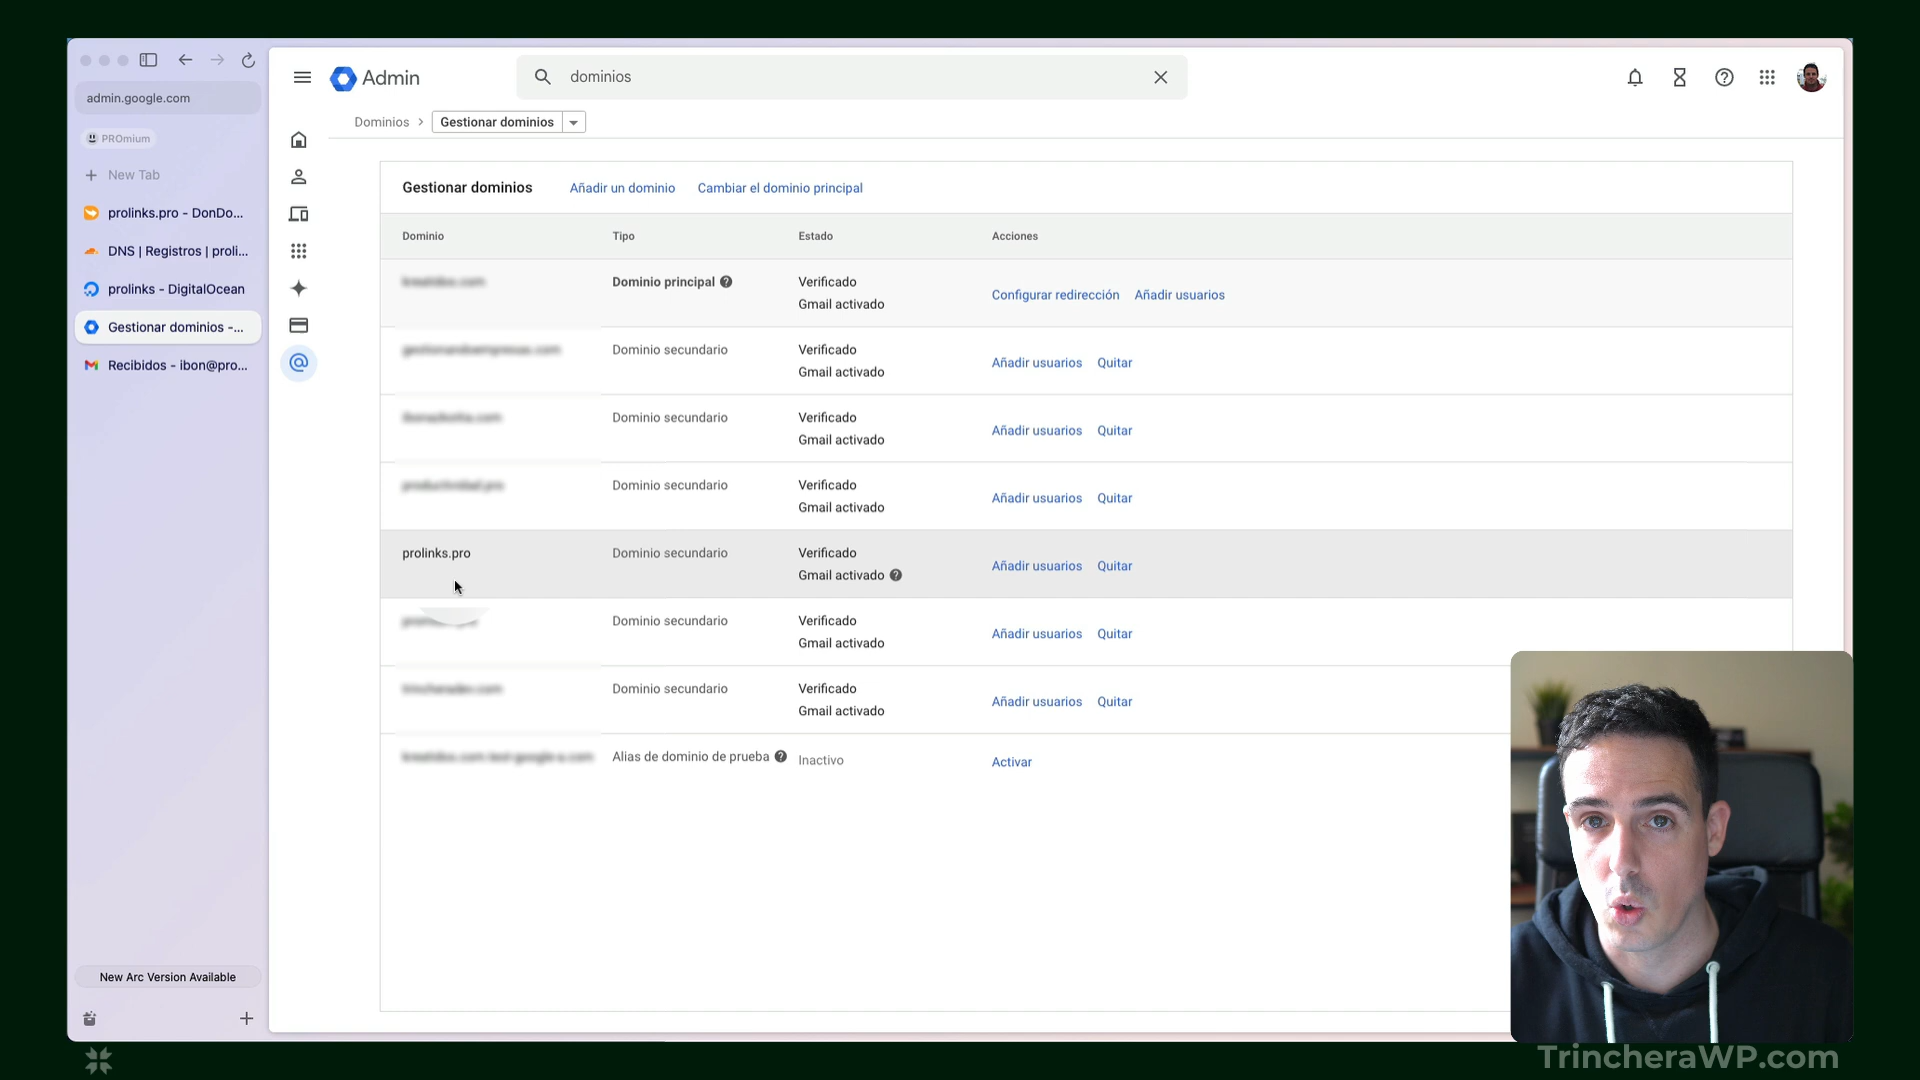 admin.google.com
PROmium
New Tab
prolinks.pro - DonDo...
DNS | Registros | proli...
prolinks - DigitalOcean
Gestionar dominios -...
Recibidos - ibon@pro...
New Arc Version Available
Admin
dominios
Dominios
Gestionar dominios
Gestionar dominios
Añadir un dominio
Cambiar el dominio principal
Dominio
Tipo
Estado
Acciones
Dominio principal
Verificado
Gmail activado
Configurar redirección
Añadir usuarios
Dominio secundario
Verificado
Gmail activado
Añadir usuarios
Quitar
Dominio secundario
Verificado
Gmail activado
Añadir usuarios
Quitar
Dominio secundario
Verificado
Gmail activado
Añadir usuarios
Quitar
prolinks.pro
Dominio secundario
Verificado
Gmail activado
Añadir usuarios
Quitar
Dominio secundario
Verificado
Gmail activado
Añadir usuarios
Quitar
Dominio secundario
Verificado
Gmail activado
Añadir usuarios
Quitar
Alias de dominio de prueba
Inactivo
Activar
TrincheraWP.com